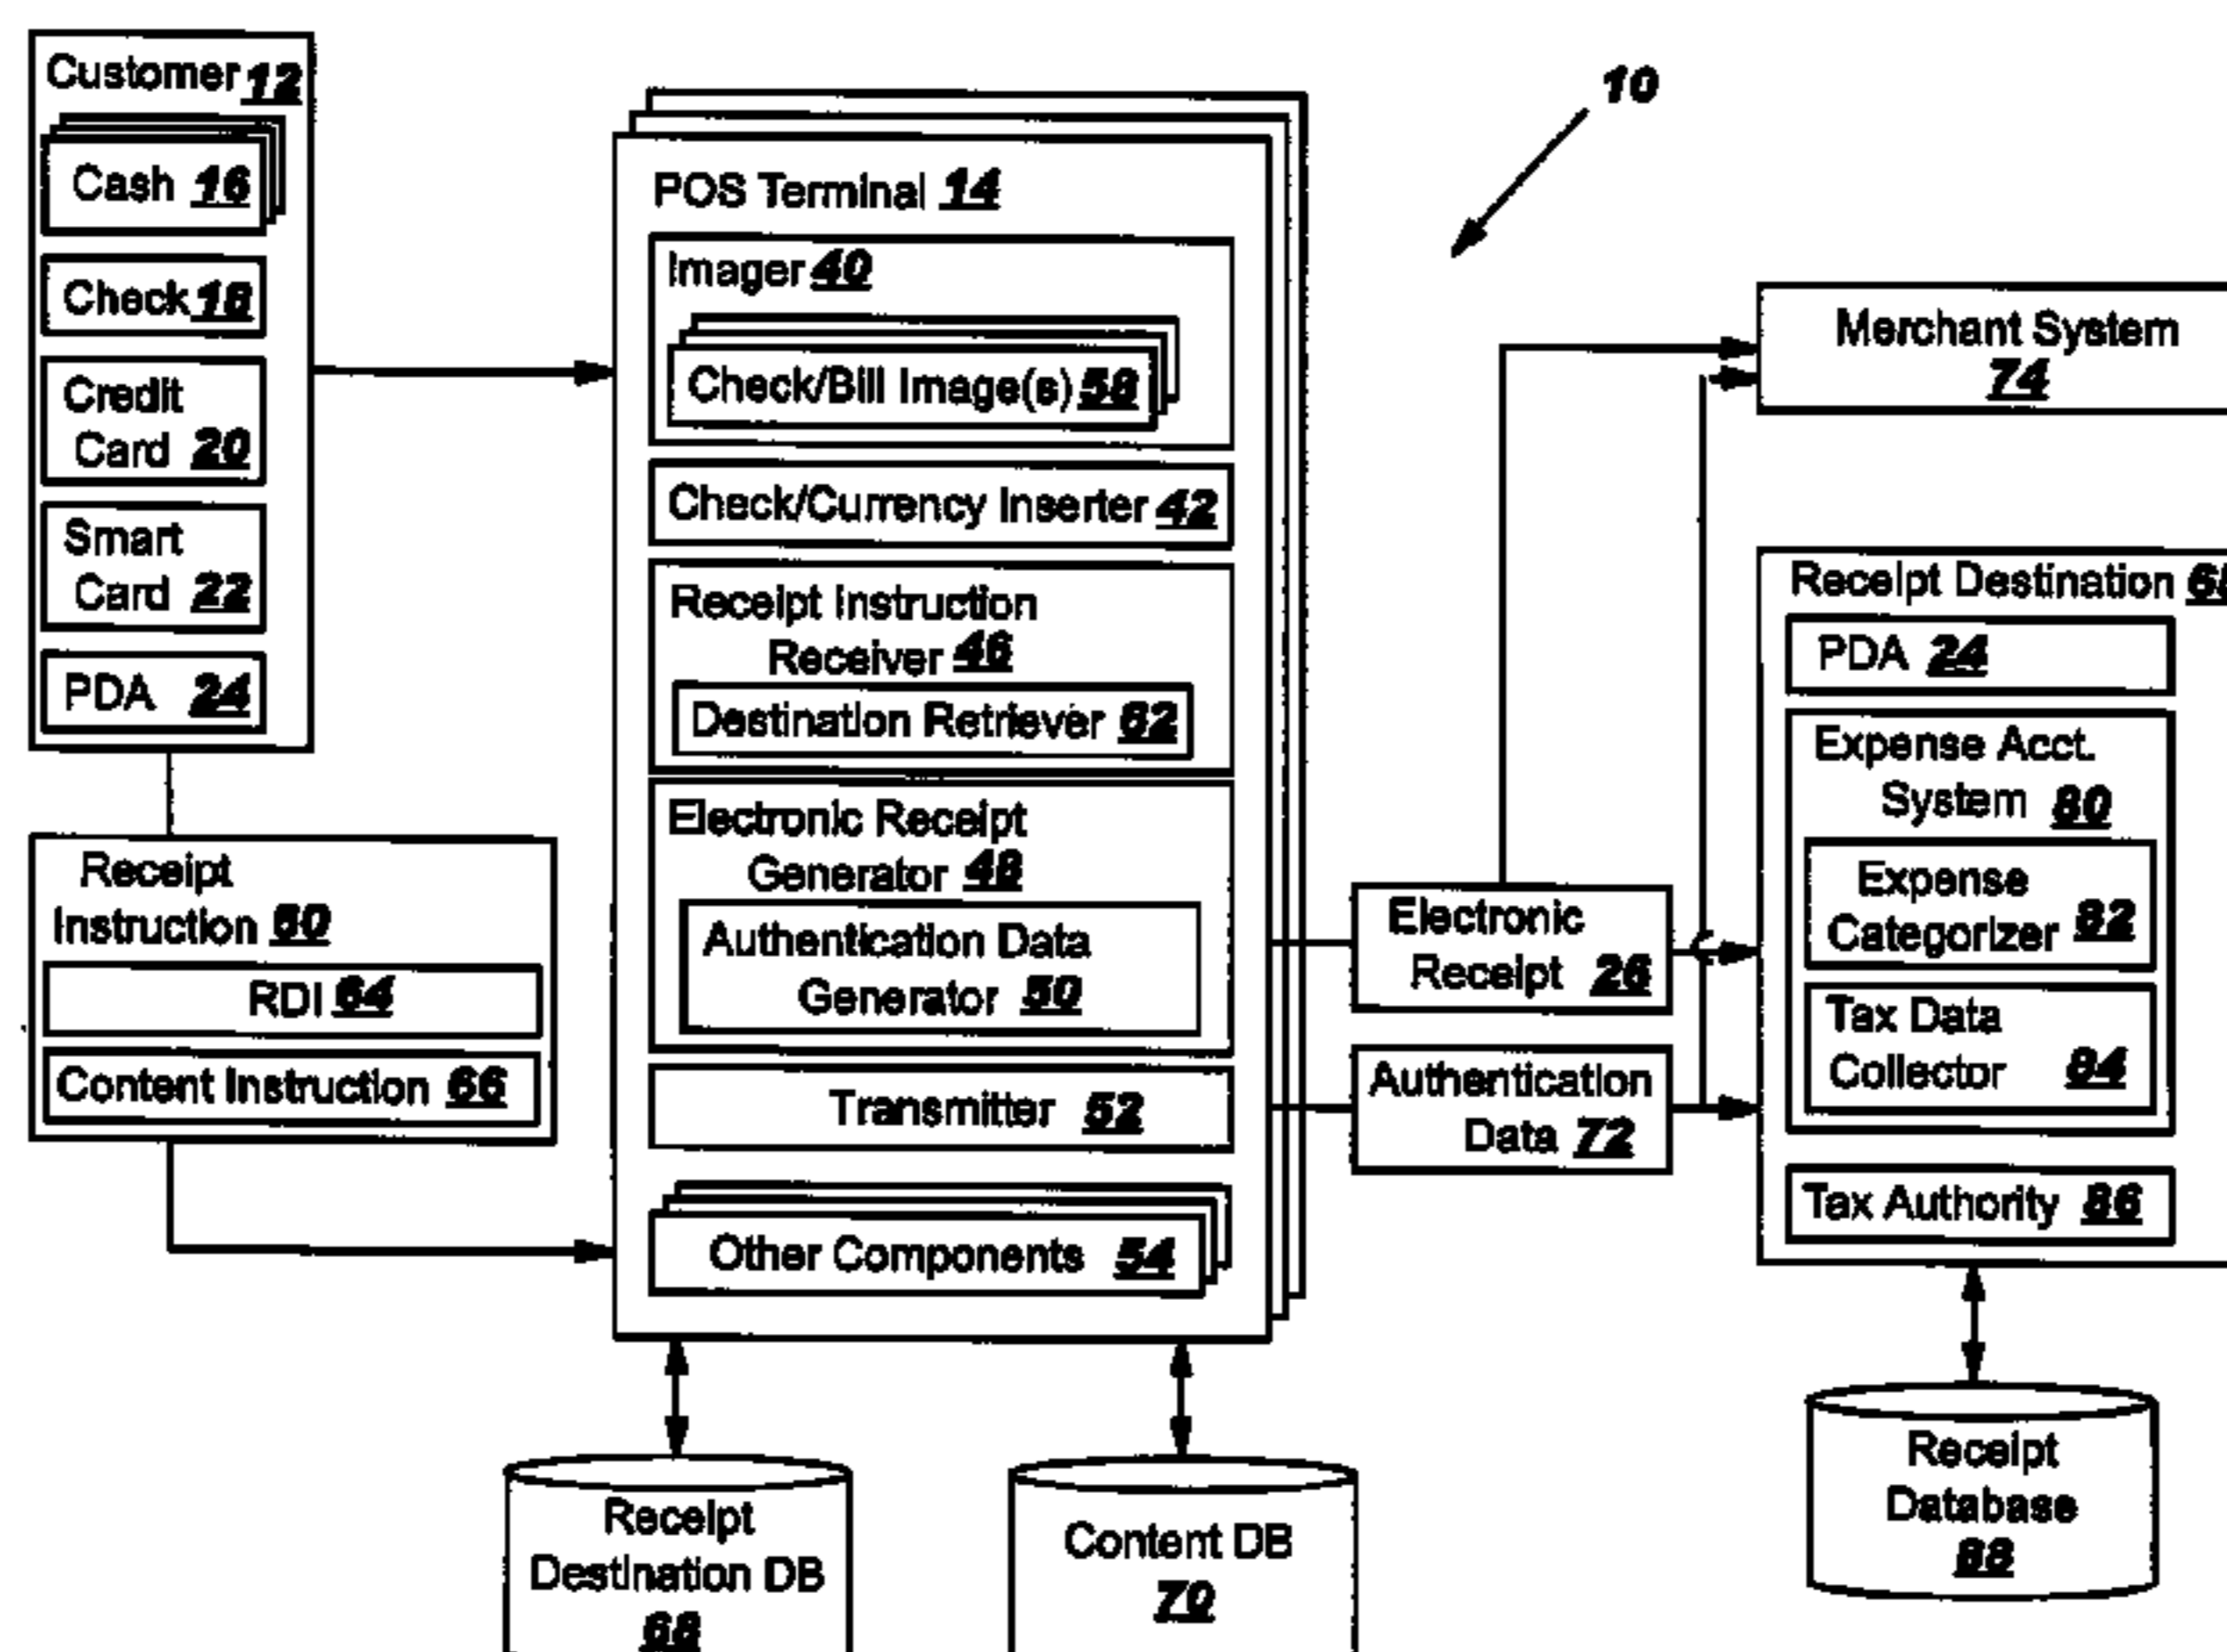 Customer 12
Cash 16
Check 18
Credit
Card 20
Smart
Card 22
PDA 24
Receipt
Instruction 60
RDI 64
Content Instruction 66
POS Terminal 14
Imager 40
Check/Bill Image(s) 58
Check/Currency Inserter 42
Receipt Instruction
Receiver 46
Destination Retriever 62
Electronic Receipt
Generator 48
Authentication Data
Generator 50
Transmitter 52
Other Components 54
Receipt
Destination DB
68
Content DB
70
10
Electronic
Receipt 26
Authentication
Data 72
Merchant System
74
Receipt Destination
PDA 24
Expense Acct.
System 80
Expense
Categorizer 82
Tax Data
Collector 84
Tax Authority 86
Receipt
Database
88